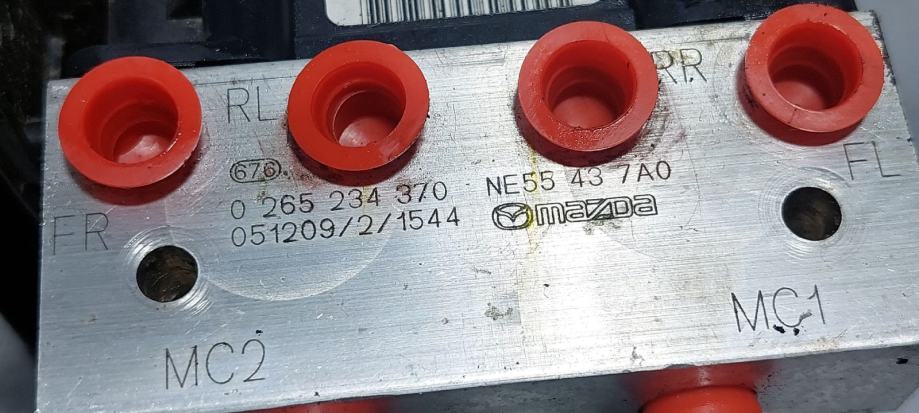 RL
RR
FR
676
FL
0 265 234 370
NE55 43 7A0
051209/2/1544
mazda
MC2
MC1